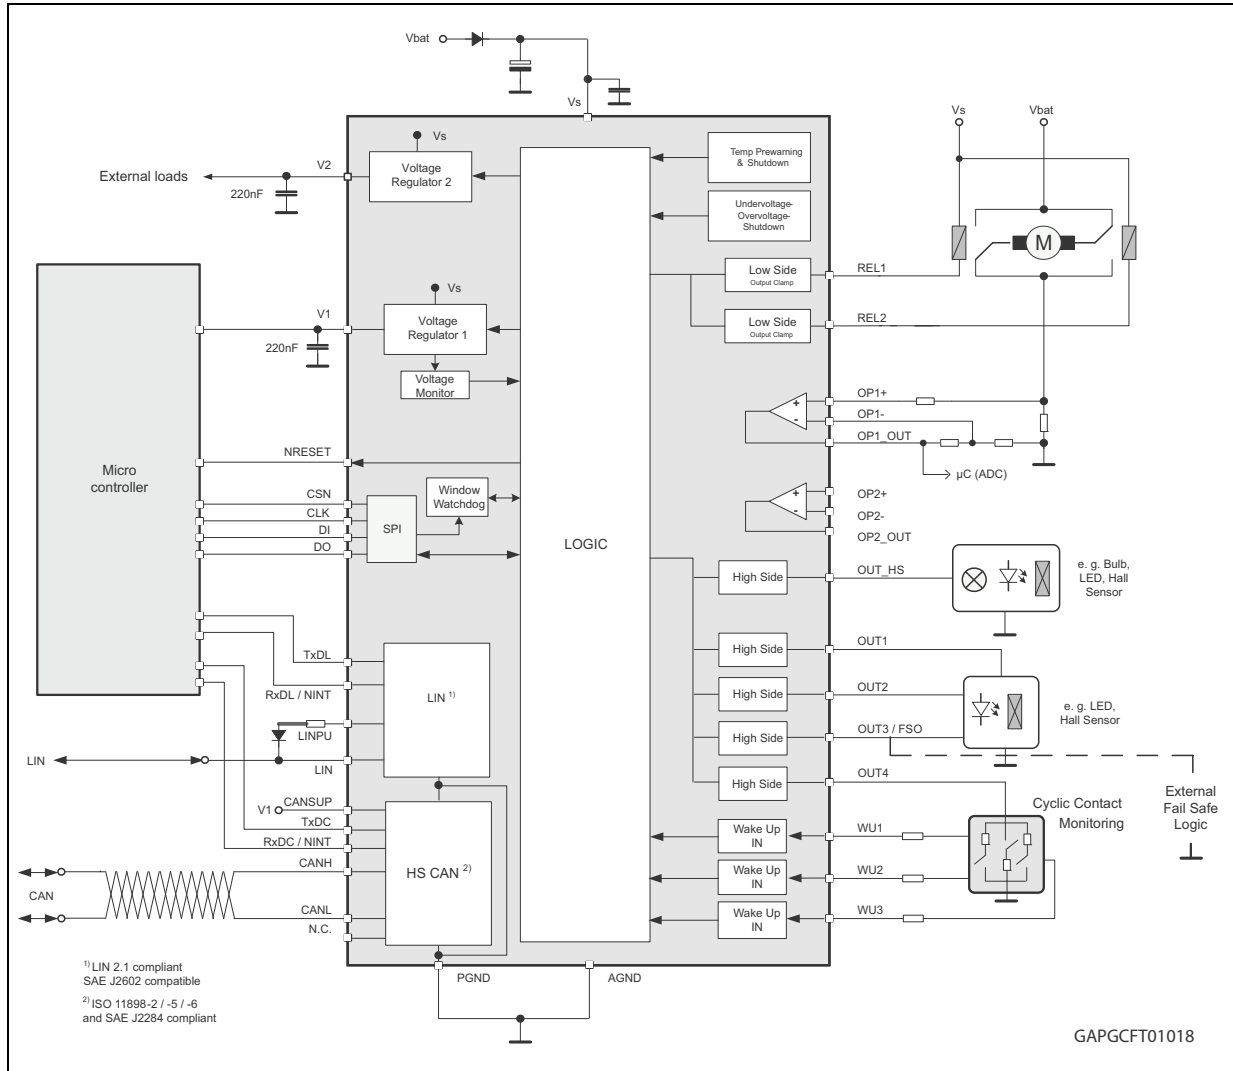 Vbat
Vs
Vs
Vbat
Vs
V2
Voltage
Regulator 2
Temp Prewarning
& Shutdown
External loads
220nF
Undervoltage-
Overvoltage-
Shutdown
M
Low Side
Output Clamp
REL1
Vs
V1
Voltage
Regulator 1
Low Side
Output Clamp
REL2
220nF
Voltage
Monitor
+
-
OP1+
OP1-
OP1_OUT
Micro
controller
NRESET
µC (ADC)
CSN
CLK
DI
DO
SPI
Window
Watchdog
LOGIC
+
-
OP2+
OP2-
OP2_OUT
High Side
OUT_HS
e. g. Bulb,
LED, Hall
Sensor
TxDL
RxDL / NINT
LINPU
LIN
LIN 1)
LIN
High Side
OUT1
High Side
OUT2
High Side
OUT3 / FSO
High Side
OUT4
e. g. LED,
Hall Sensor
External
Fail Safe
Logic
Cyclic Contact
Monitoring
V1
CANSUP
TxDC
RxDC / NINT
CANH
CAN
CANL
N.C.
HS CAN 2)
Wake Up
IN
WU1
Wake Up
IN
WU2
Wake Up
IN
WU3
PGND
AGND
1) LIN 2.1 compliant
SAE J2602 compatible
2) ISO 11898-2 / -5 / -6
and SAE J2284 compliant
GAPGCFT01018